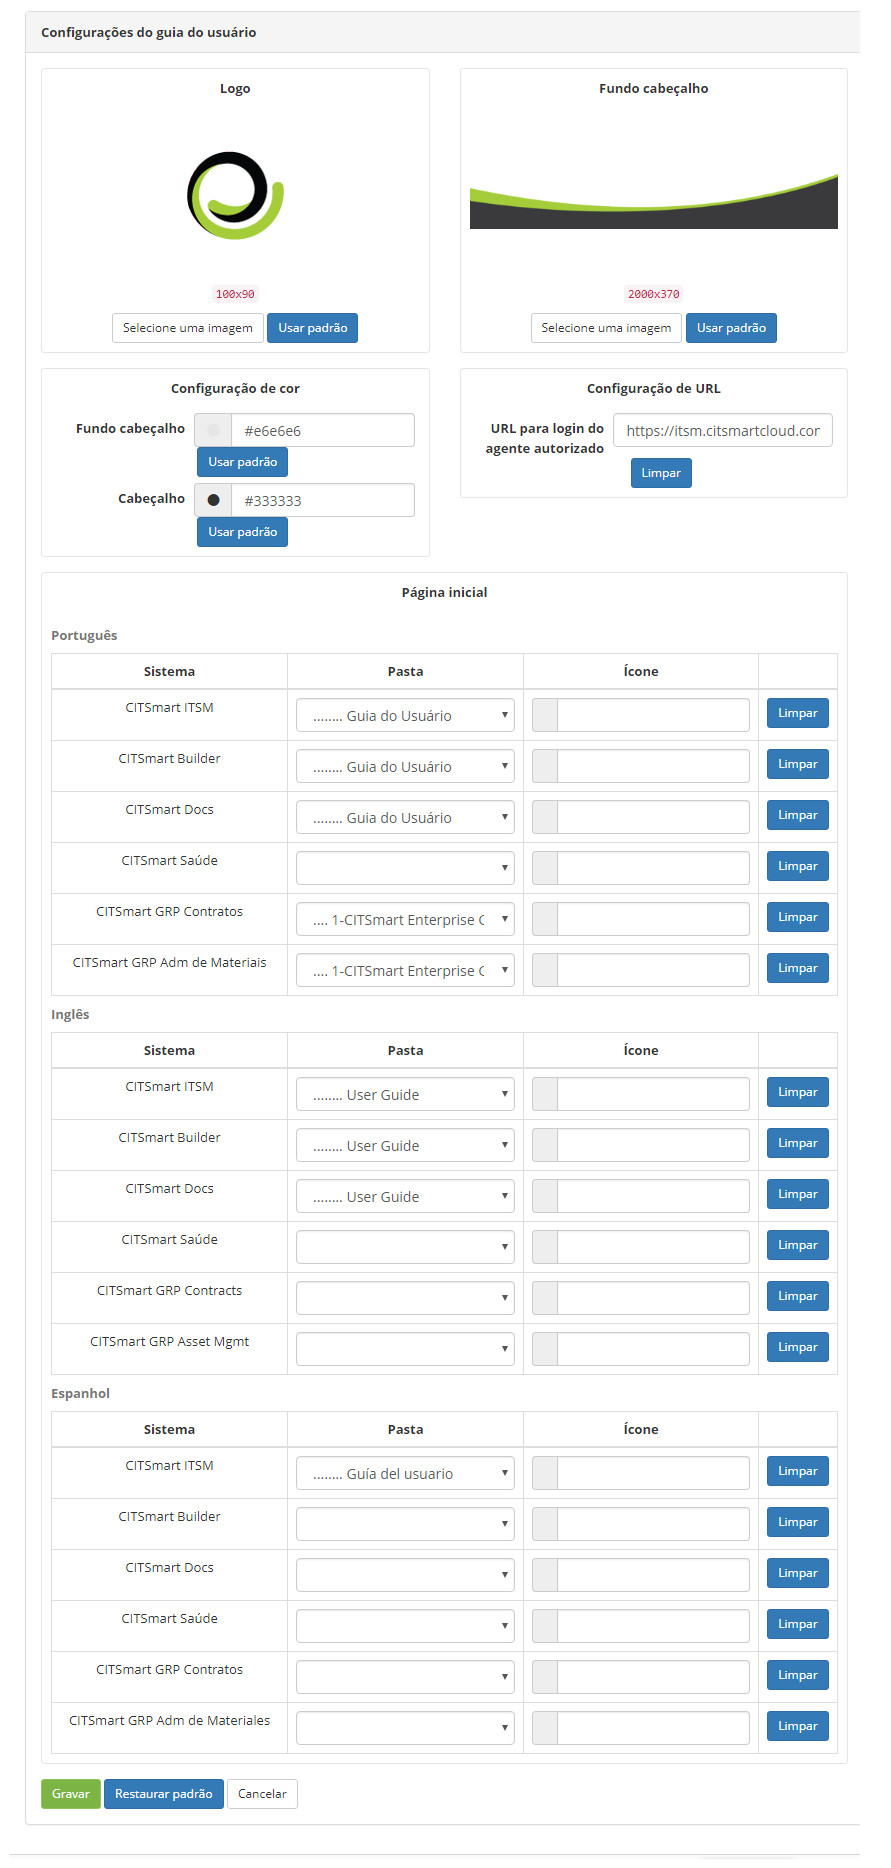 Configurações do guia do usuário
Logo
100x90
Selecione uma imagem Usar padrão
Fundo cabeçalho
2000x370
Selecione uma imagem Usar padrão
Configuração de cor
Fundo cabeçalho #e6e6e6
Usar padrão
Cabeçalho #333333
Usar padrão
Configuração de URL
URL para login do
agente autorizado
https://itsm.citsmartcloud.cor
Limpar
Página inicial
Português
Sistema Pasta Ícone
CITSmart ITSM ........ Guia do Usuário Limpar
CITSmart Builder ........ Guia do Usuário Limpar
CITSmart Docs ........ Guia do Usuário Limpar
CITSmart Saúde Limpar
CITSmart GRP Contratos .... 1-CITSmart Enterprise C Limpar
CITSmart GRP Adm de Materiais .... 1-CITSmart Enterprise C Limpar
Inglês
Sistema Pasta Ícone
CITSmart ITSM ........ User Guide Limpar
CITSmart Builder ........ User Guide Limpar
CITSmart Docs ........ User Guide Limpar
CITSmart Saúde Limpar
CITSmart GRP Contracts Limpar
CITSmart GRP Asset Mgmt Limpar
Espanhol
Sistema Pasta Ícone
CITSmart ITSM ........ Guía del usuario Limpar
CITSmart Builder Limpar
CITSmart Docs Limpar
CITSmart Saúde Limpar
CITSmart GRP Contratos Limpar
CITSmart GRP Adm de Materiales Limpar
Gravar Restaurar padrão Cancelar